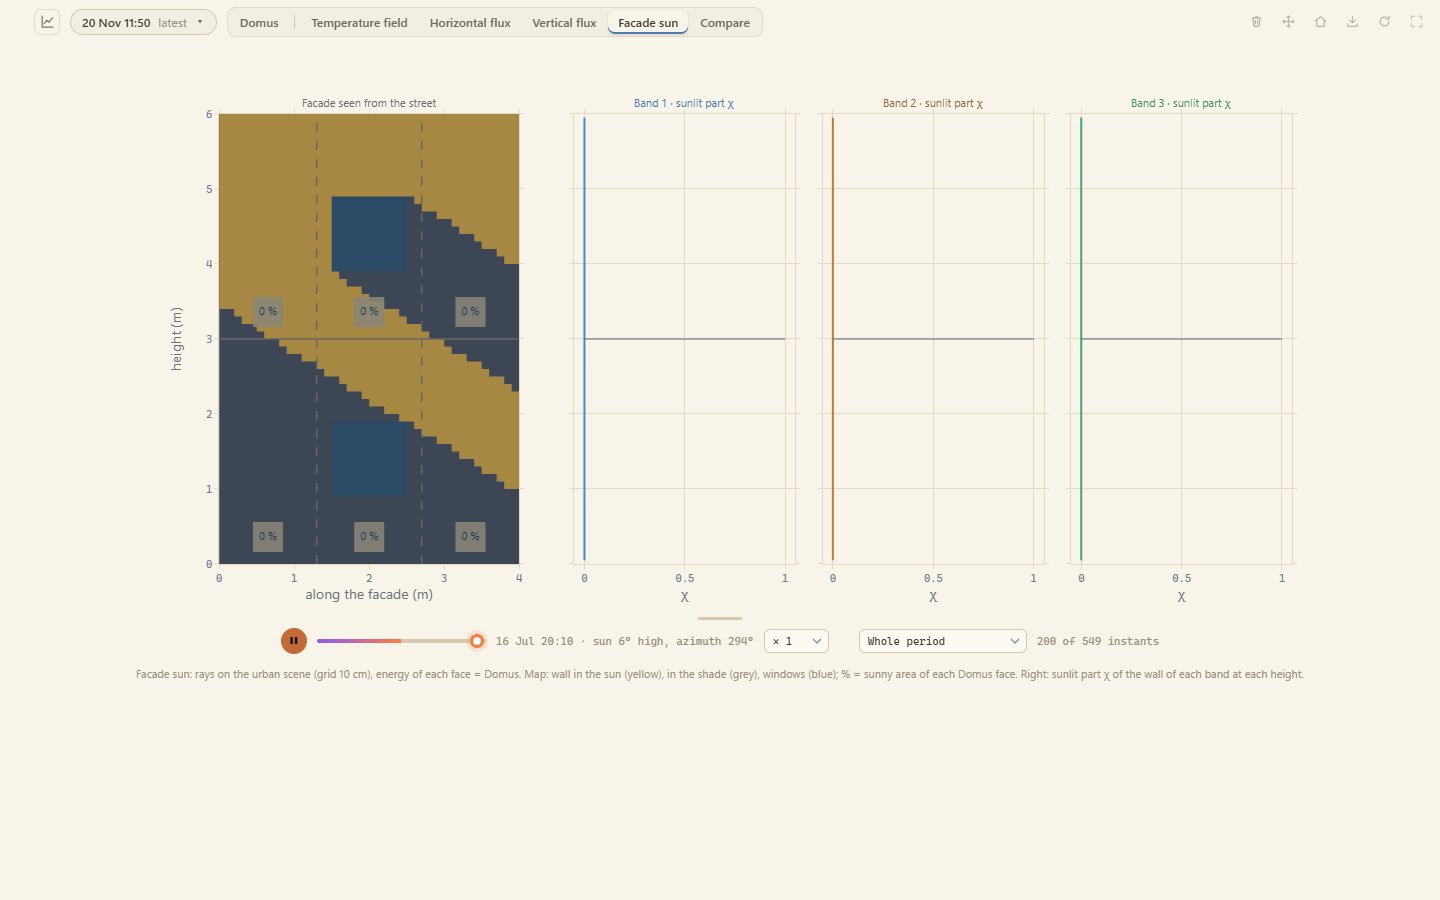 20 Nov 11:50 latest
Domus
Temperature field
Horizontal flux
Vertical flux
Facade sun
Compare
Facade seen from the street
Band 1 · sunlit part χ
Band 2 · sunlit part χ
Band 3 · sunlit part χ
6
5
4
3
2
1
0
height (m)
0 %
0 %
0 %
0 %
0 %
0 %
0 1 2 3 4
along the facade (m)
0 0.5 1
χ
0 0.5 1
χ
0 0.5 1
χ
16 Jul 20:10 · sun 6° high, azimuth 294°
× 1
Whole period
200 of 549 instants
Facade sun: rays on the urban scene (grid 10 cm), energy of each face = Domus. Map: wall in the sun (yellow), in the shade (grey), windows (blue); % = sunny area of each Domus face. Right: sunlit part χ of the wall of each band at each height.